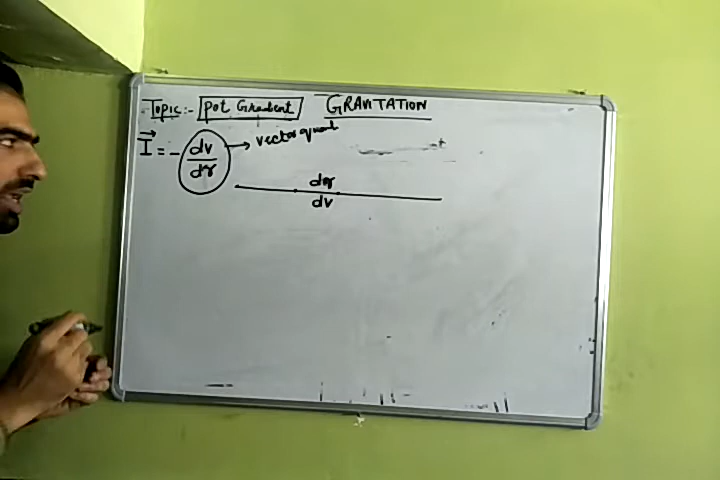 Topic:- Pot Gradient GRAVITATION
I⃗ = - dv/dr → vector quant
dr
dv